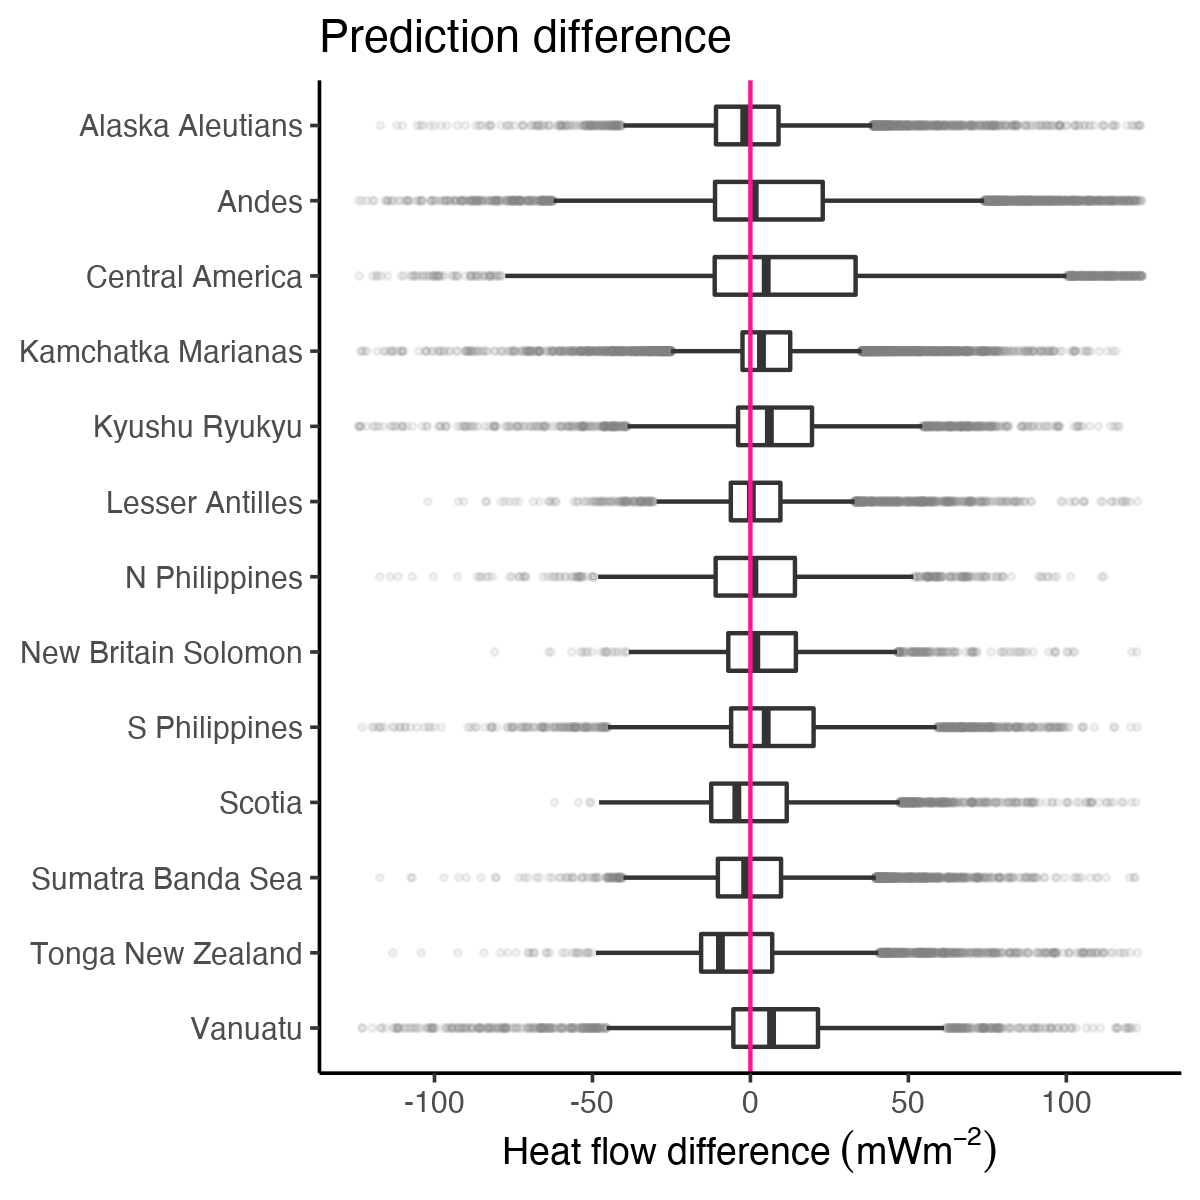 Prediction difference
Alaska Aleutians
Andes
Central America
Kamchatka Marianas
Kyushu Ryukyu
Lesser Antilles
N Philippines
New Britain Solomon
S Philippines
Scotia
Sumatra Banda Sea
Tonga New Zealand
Vanuatu
-100 -50 0 50 100
Heat flow difference (mWm⁻²)